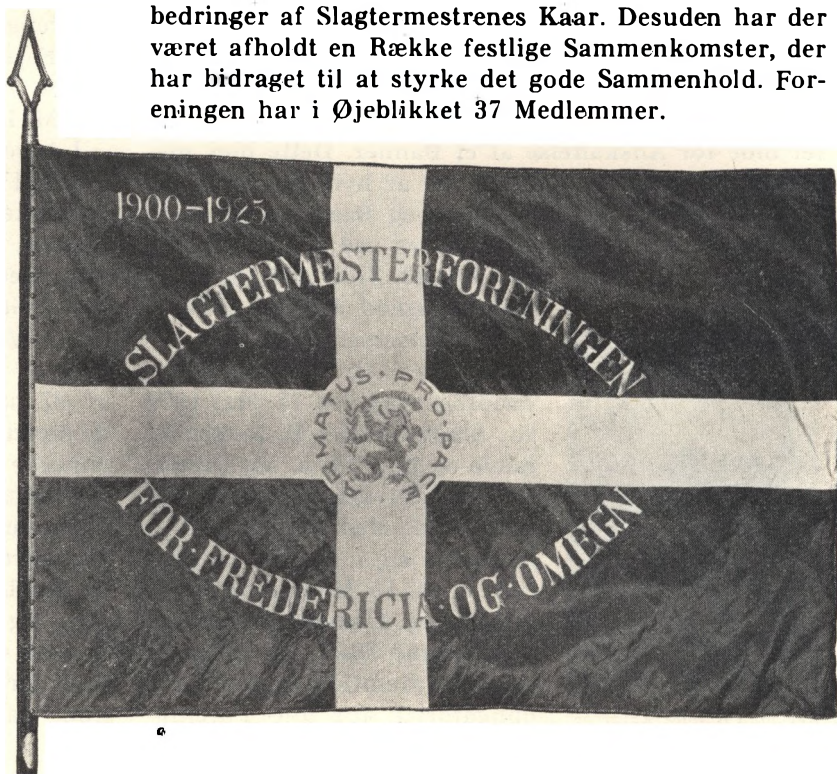 bedringer af Slagtermestrenes Kaar. Desuden har der
været afholdt en Række festlige Sammenkomster, der
har bidraget til at styrke det gode Sammenhold. For-
eningen har i Øjeblikket 37 Medlemmer.
1900-1925
SLAGTERMESTERFORENINGEN
ARMATUS·PRO·PACE
FOR·FREDERICIA·OG·OMEGN